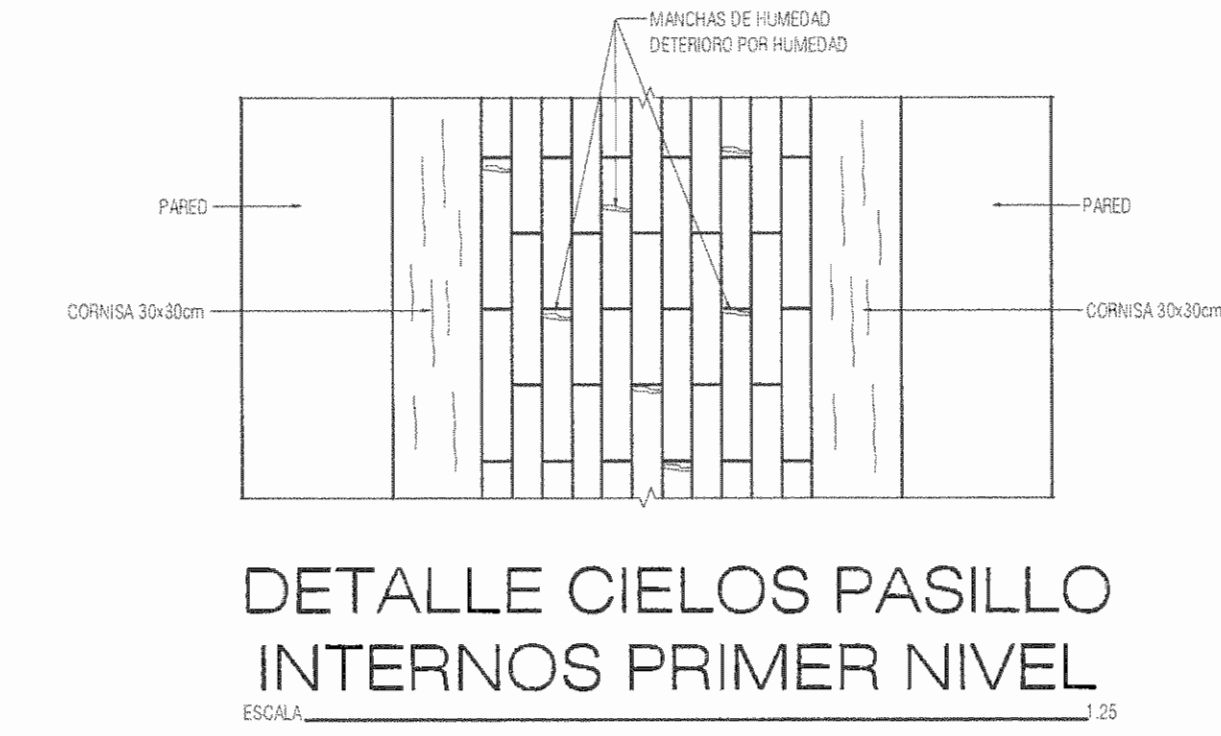 MANCHAS DE HUMEDAD
DETERIORO POR HUMEDAD
PARED
PARED
CORNISA 30x30cm
CORNISA 30x30cm
DETALLE CIELOS PASILLO
INTERNOS PRIMER NIVEL
ESCALA 1.25